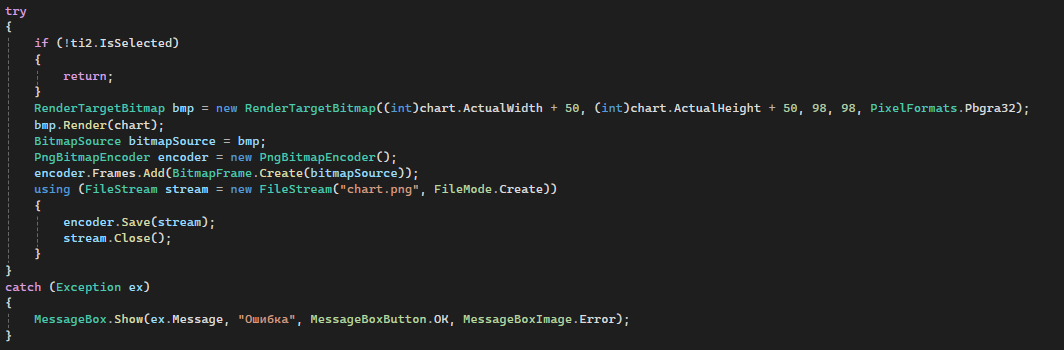 try
{
    if (!ti2.IsSelected)
    {
        return;
    }
    RenderTargetBitmap bmp = new RenderTargetBitmap((int)chart.ActualWidth + 50, (int)chart.ActualHeight + 50, 98, 98, PixelFormats.Pbgra32);
    bmp.Render(chart);
    BitmapSource bitmapSource = bmp;
    PngBitmapEncoder encoder = new PngBitmapEncoder();
    encoder.Frames.Add(BitmapFrame.Create(bitmapSource));
    using (FileStream stream = new FileStream("chart.png", FileMode.Create))
    {
        encoder.Save(stream);
        stream.Close();
    }
}
catch (Exception ex)
{
    MessageBox.Show(ex.Message, "Ошибка", MessageBoxButton.OK, MessageBoxImage.Error);
}